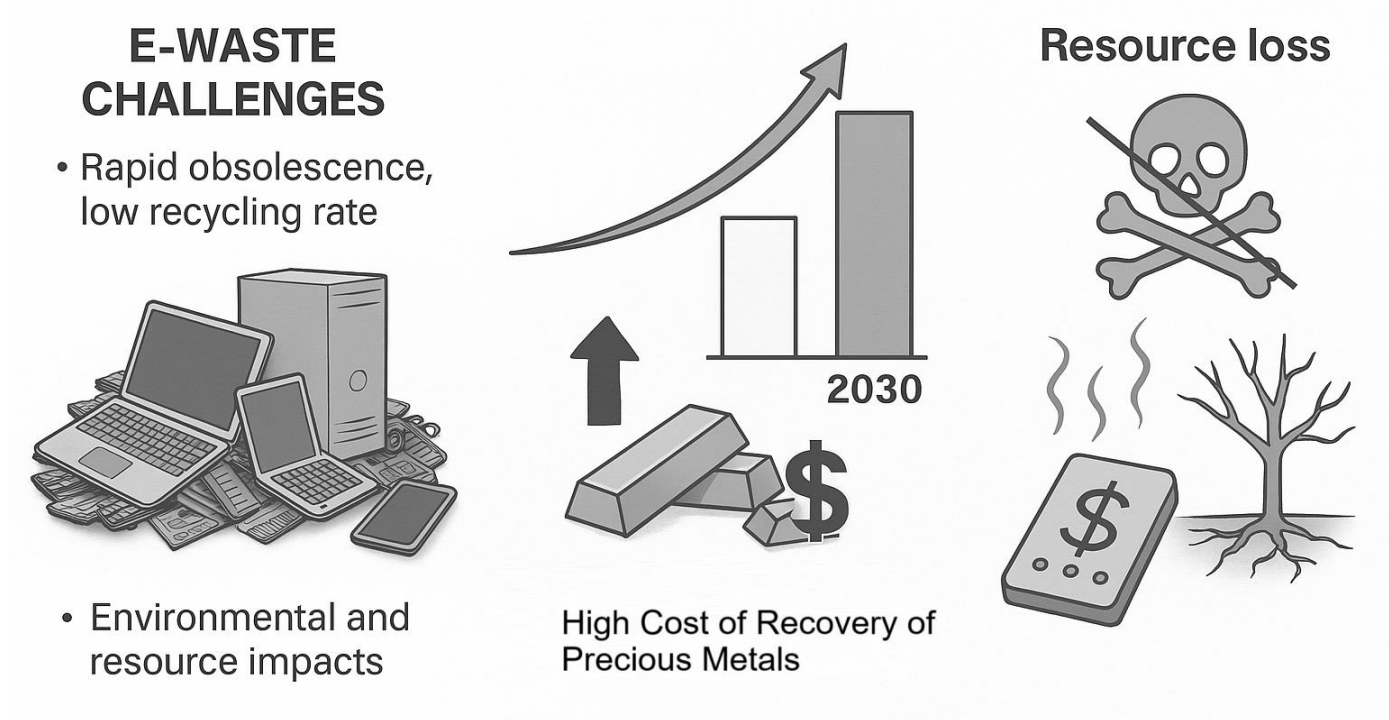 E-WASTE
CHALLENGES
• Rapid obsolescence,
low recycling rate
• Environmental and
resource impacts
2030
$
High Cost of Recovery of
Precious Metals
Resource loss
$